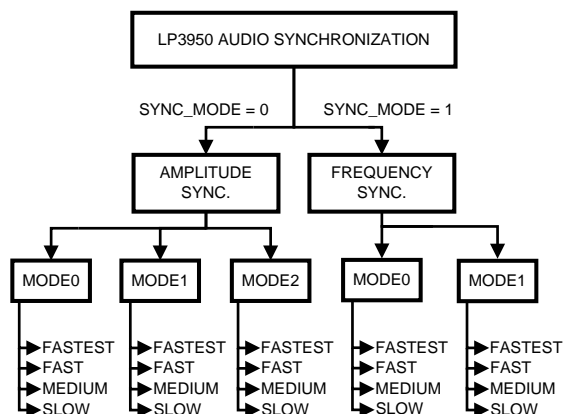 LP3950 AUDIO SYNCHRONIZATION
SYNC_MODE = 0 SYNC_MODE = 1
AMPLITUDE SYNC.
FREQUENCY SYNC.
MODE0 MODE1 MODE2 MODE0 MODE1
FASTEST FASTEST FASTEST FASTEST FASTEST
FAST FAST FAST FAST FAST
MEDIUM MEDIUM MEDIUM MEDIUM MEDIUM
SLOW SLOW SLOW SLOW SLOW